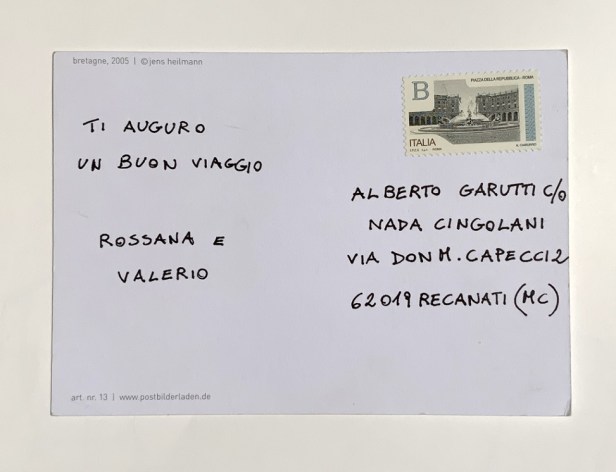 bretagne, 2005 | ©jens heilmann
PIAZZA DELLA REPUBBLICA - ROMA
B
ITALIA
TI AUGURO
UN BUON VIAGGIO
ROSSANA E
VALERIO
ALBERTO GARUTTI C/O
NADA CINGOLANI
VIA DON M. CAPECCI 2
62019 RECANATI (MC)
art. nr. 13 | www.postbilderladen.de